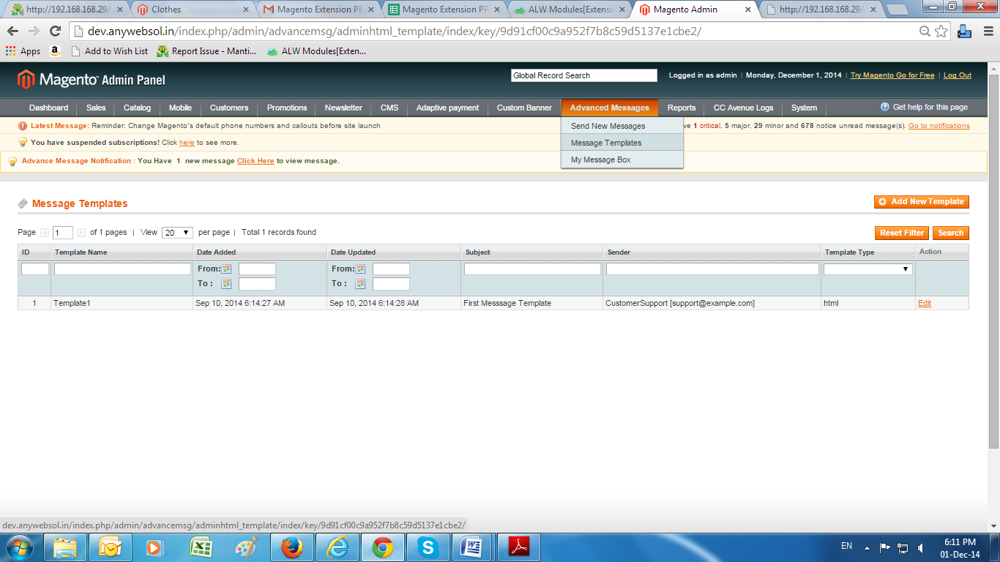 http://192.168.168.29/ Clothes Magento Extension PP Magento Extension PP ALW Modules[Extensi Magento Admin http://192.168.168.29/
dev.anywebsol.in/index.php/admin/advancemsg/adminhtml_template/index/key/9d91cf00c9a952f7b8c59d5137e1cbe2/
Apps Add to Wish List Report Issue - Manti... ALW Modules[Exten...
Magento Admin Panel Global Record Search Logged in as admin | Monday, December 1, 2014 | Try Magento Go for Free | Log Out
Dashboard Sales Catalog Mobile Customers Promotions Newsletter CMS Adaptive payment Custom Banner Advanced Messages Reports CC Avenue Logs System Get help for this page
Latest Message: Reminder: Change Magento's default phone numbers and callouts before site launch Send New Messages ve 1 critical, 5 major, 29 minor and 678 notice unread message(s). Go to notifications
You have suspended subscriptions! Click here to see more. Message Templates
Advance Message Notification : You Have 1 new message Click Here to view message. My Message Box
Message Templates Add New Template
Page 1 of 1 pages | View 20 per page | Total 1 records found Reset Filter Search
ID Template Name Date Added Date Updated Subject Sender Template Type Action
From: From:
To : To :
1 Template1 Sep 10, 2014 6:14:27 AM Sep 10, 2014 6:14:28 AM First Messsage Template CustomerSupport [support@example.com] html Edit
dev.anywebsol.in/index.php/admin/advancemsg/adminhtml_template/index/key/9d91cf00c9a952f7b8c59d5137e1cbe2/
EN 6:11 PM
01-Dec-14